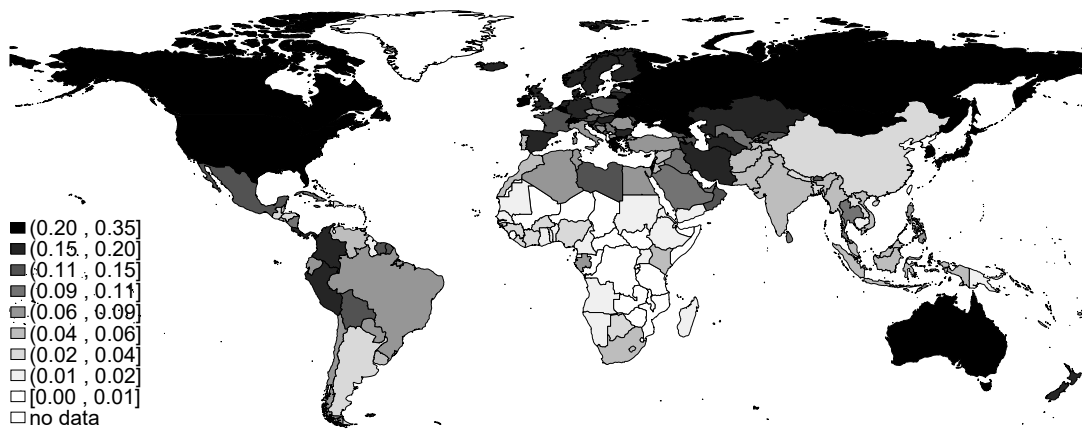 (0.20 , 0.35]
(0.15 , 0.20]
(0.11 , 0.15]
(0.09 , 0.11]
(0.06 , 0.09]
(0.04 , 0.06]
(0.02 , 0.04]
(0.01 , 0.02]
[0.00 , 0.01]
no data